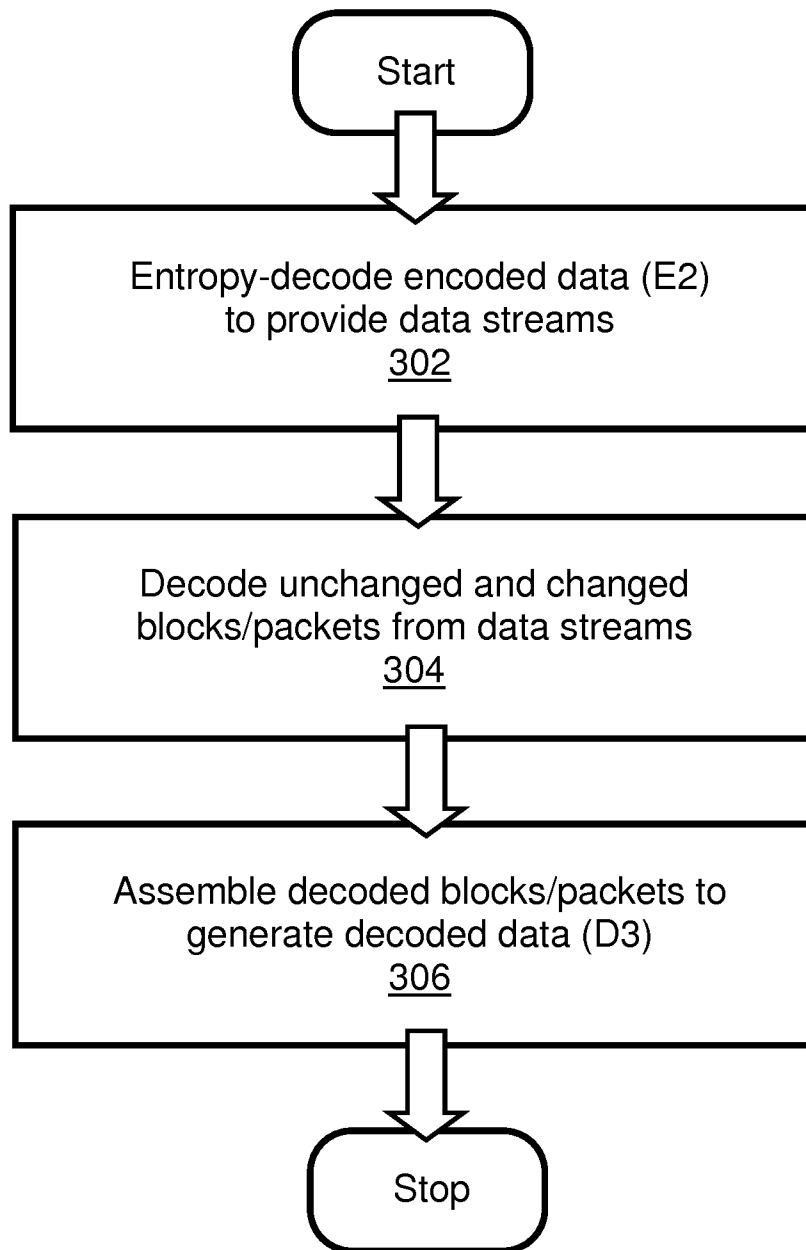 Start
Entropy-decode encoded data (E2)
to provide data streams
302
Decode unchanged and changed
blocks/packets from data streams
304
Assemble decoded blocks/packets to
generate decoded data (D3)
306
Stop